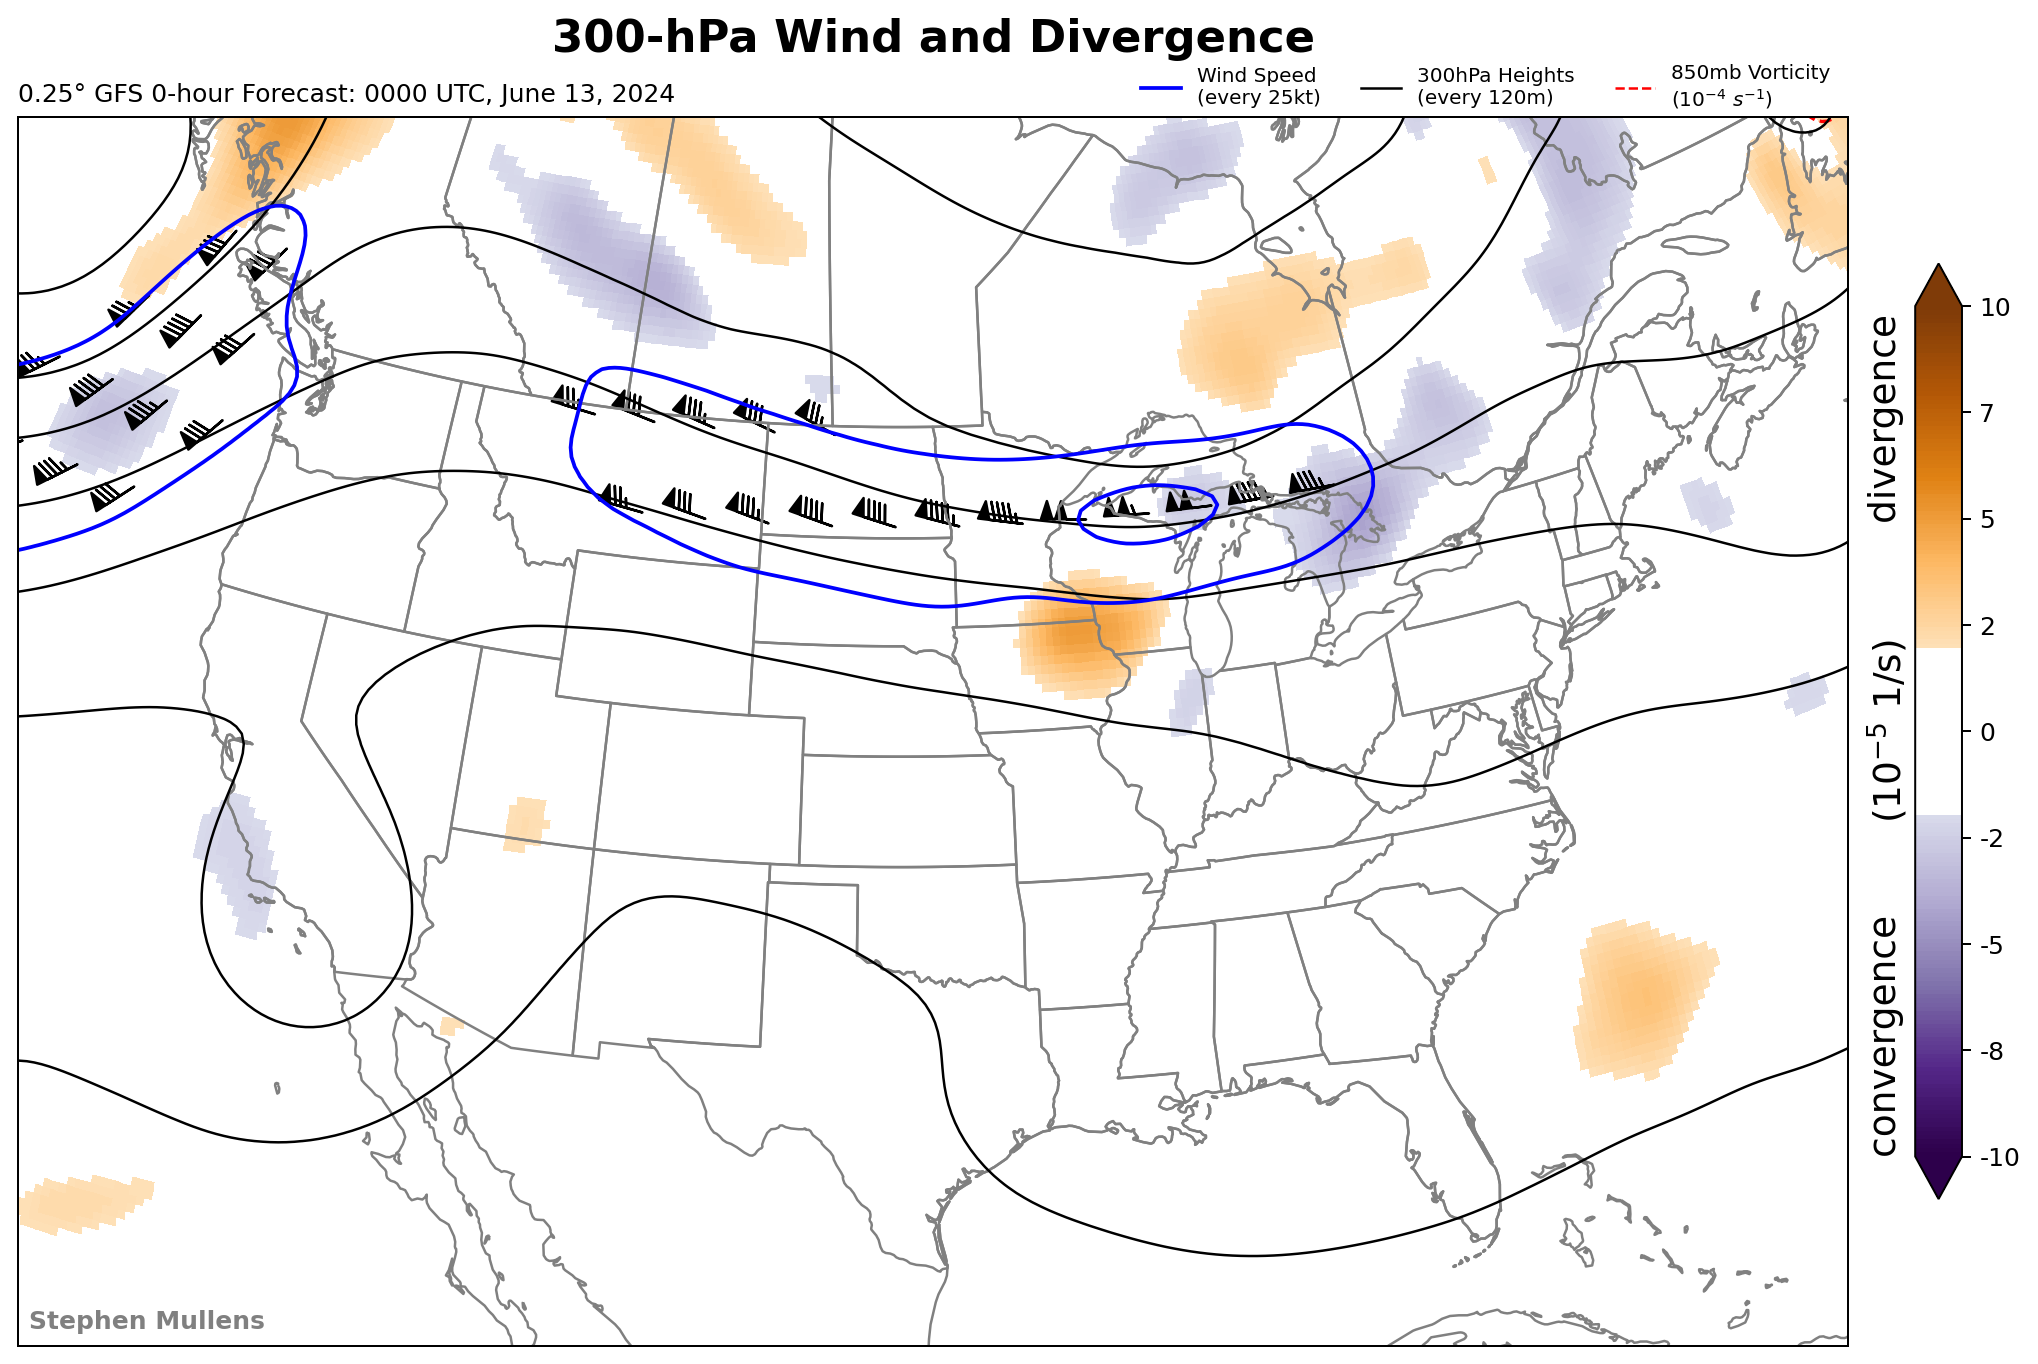 300-hPa Wind and Divergence
0.25° GFS 0-hour Forecast: 0000 UTC, June 13, 2024
Wind Speed
(every 25kt)
300hPa Heights
(every 120m)
850mb Vorticity
(10⁻⁴ s⁻¹)
10
7
5
2
0
-2
-5
-8
-10
convergence (10⁻⁵ 1/s) divergence
Stephen Mullens